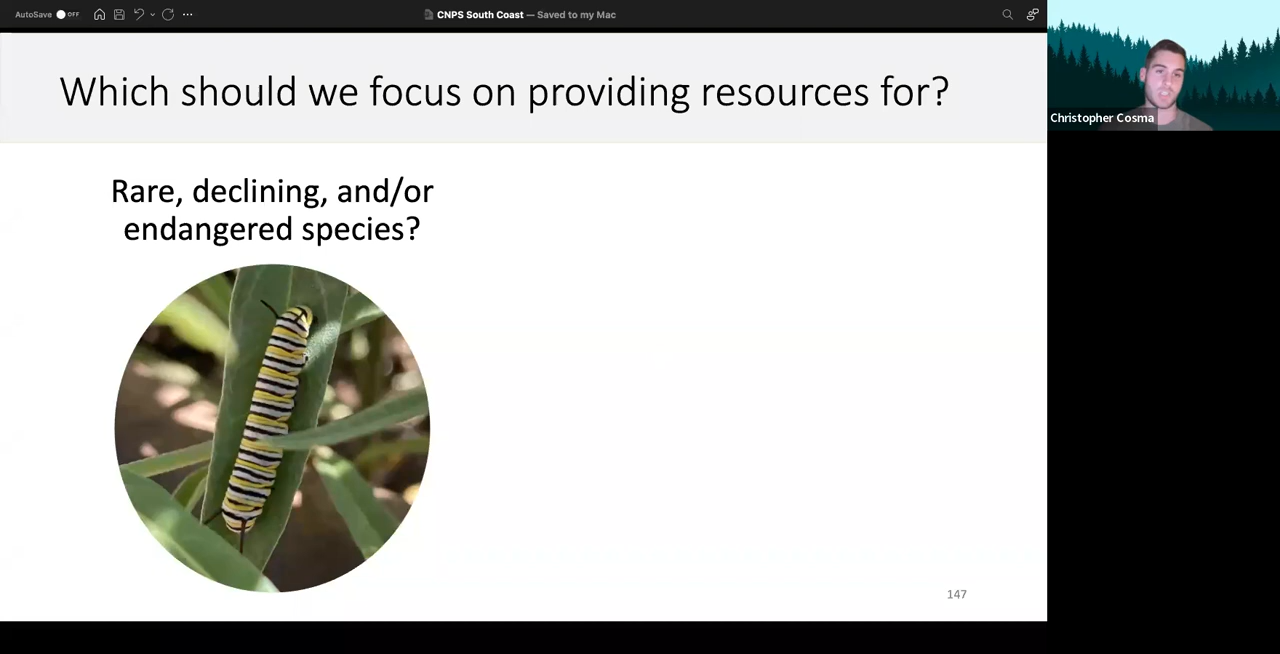 AutoSave OFF
CNPS South Coast — Saved to my Mac
Which should we focus on providing resources for?
Christopher Cosma
Rare, declining, and/or
endangered species?
147